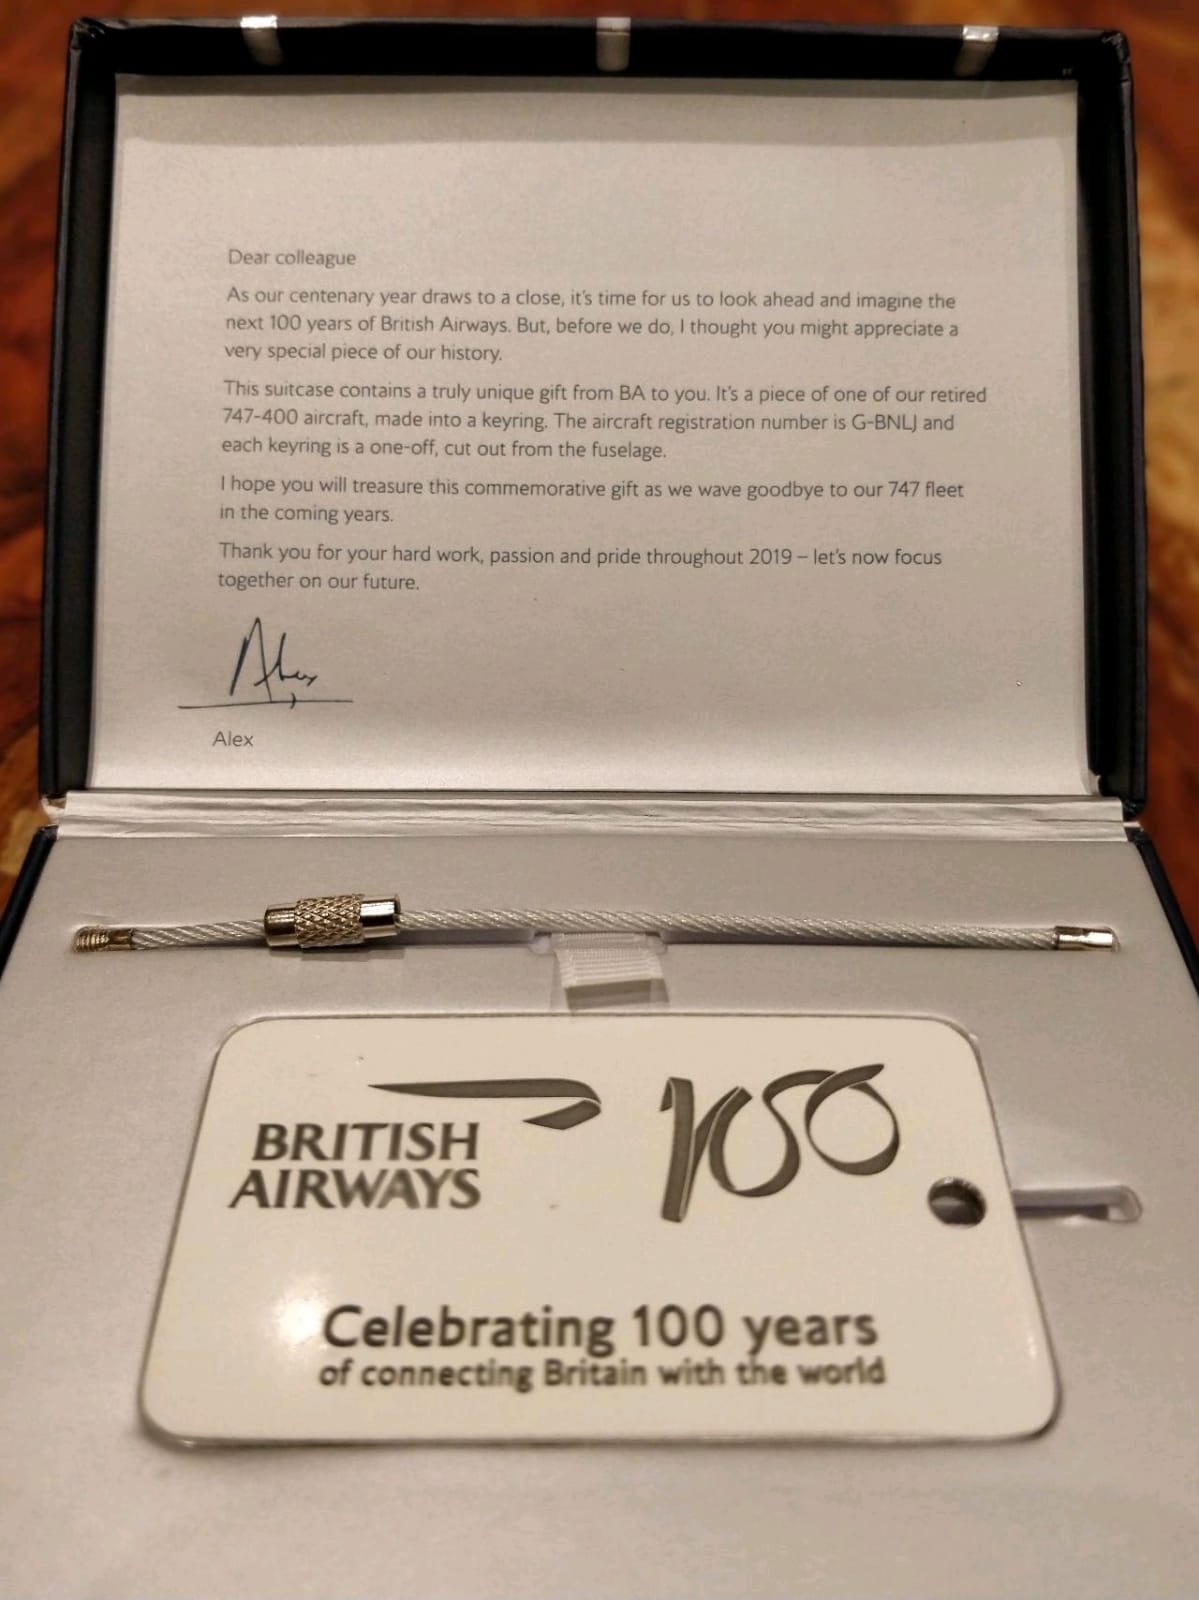 Dear colleague
As our centenary year draws to a close, it's time for us to look ahead and imagine the
next 100 years of British Airways. But, before we do, I thought you might appreciate a
very special piece of our history.
This suitcase contains a truly unique gift from BA to you. It's a piece of one of our retired
747-400 aircraft, made into a keyring. The aircraft registration number is G-BNLJ and
each keyring is a one-off, cut out from the fuselage.
I hope you will treasure this commemorative gift as we wave goodbye to our 747 fleet
in the coming years.
Thank you for your hard work, passion and pride throughout 2019 – let's now focus
together on our future.
Alex
Alex
BRITISH
AIRWAYS
100
Celebrating 100 years
of connecting Britain with the world